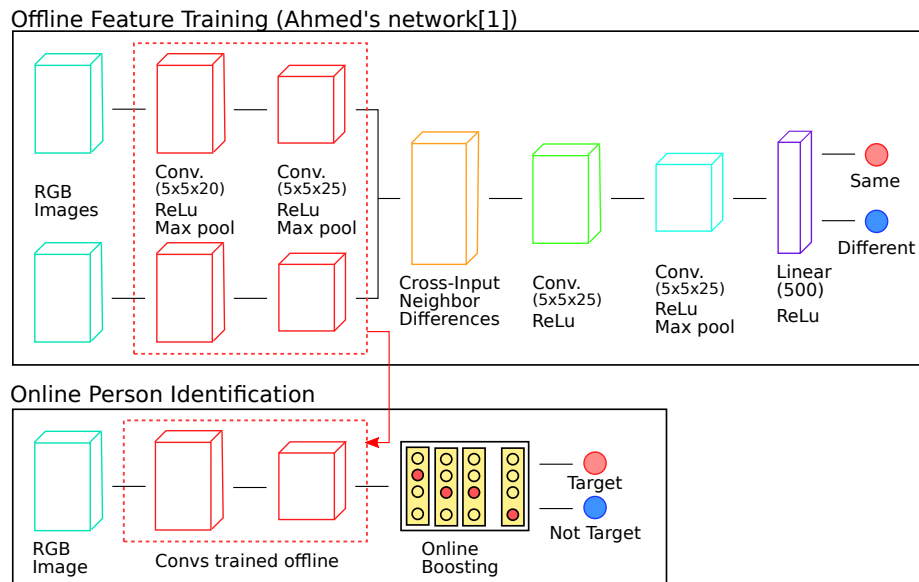 Offline Feature Training (Ahmed's network[1])
RGB
Images
Conv.
(5x5x20)
ReLu
Max pool
Conv.
(5x5x25)
ReLu
Max pool
Cross-Input
Neighbor
Differences
Conv.
(5x5x25)
ReLu
Conv.
(5x5x25)
ReLu
Max pool
Linear
(500)
ReLu
Same
Different
Online Person Identification
RGB
Image
Convs trained offline
Online
Boosting
Target
Not Target